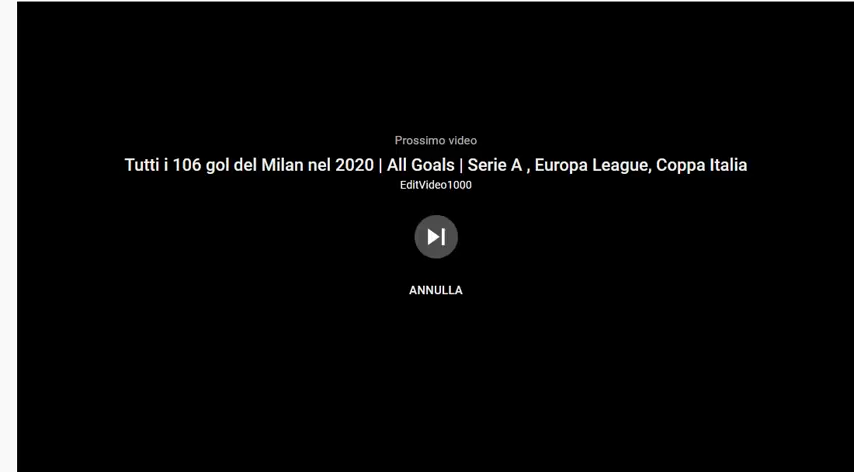 Prossimo video
Tutti i 106 gol del Milan nel 2020 | All Goals | Serie A , Europa League, Coppa Italia
EditVideo1000
ANNULLA